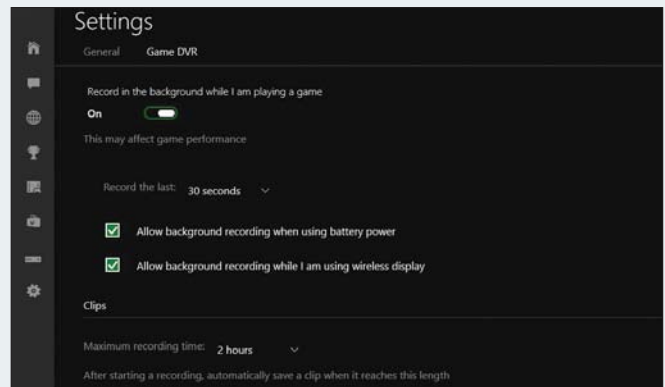 Settings
General Game DVR
Record in the background while I am playing a game
On
This may affect game performance
Record the last: 30 seconds
Allow background recording when using battery power
Allow background recording while I am using wireless display
Clips
Maximum recording time: 2 hours
After starting a recording, automatically save a clip when it reaches this length